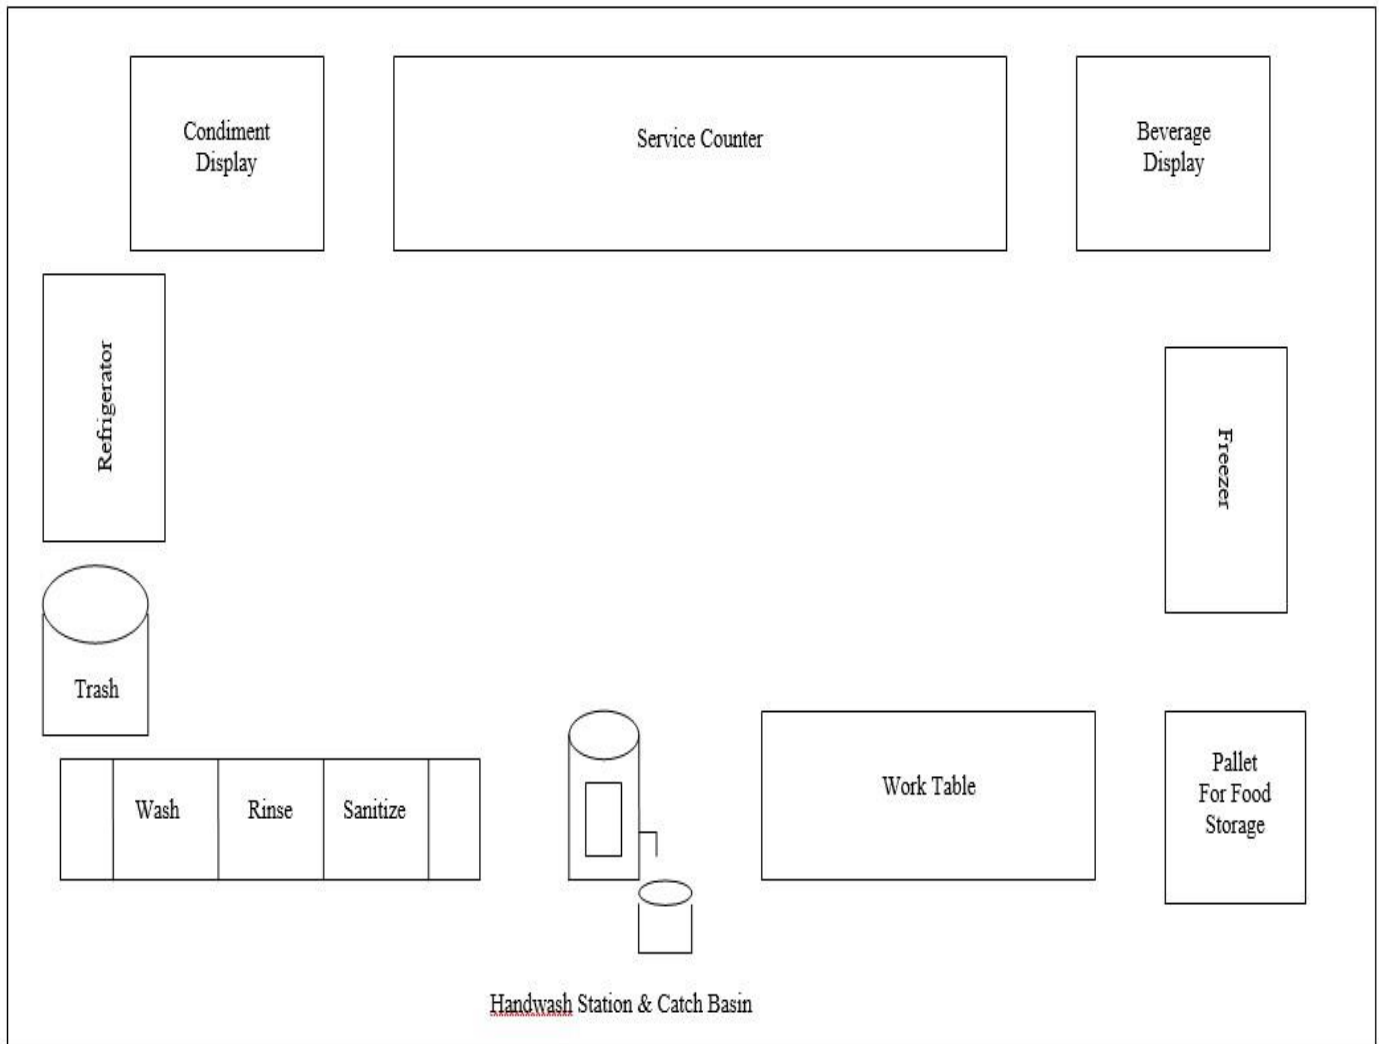 Condiment
Display
Service Counter
Beverage
Display
Refrigerator
Freezer
Trash
Wash
Rinse
Sanitize
Work Table
Pallet
For Food
Storage
Handwash Station & Catch Basin